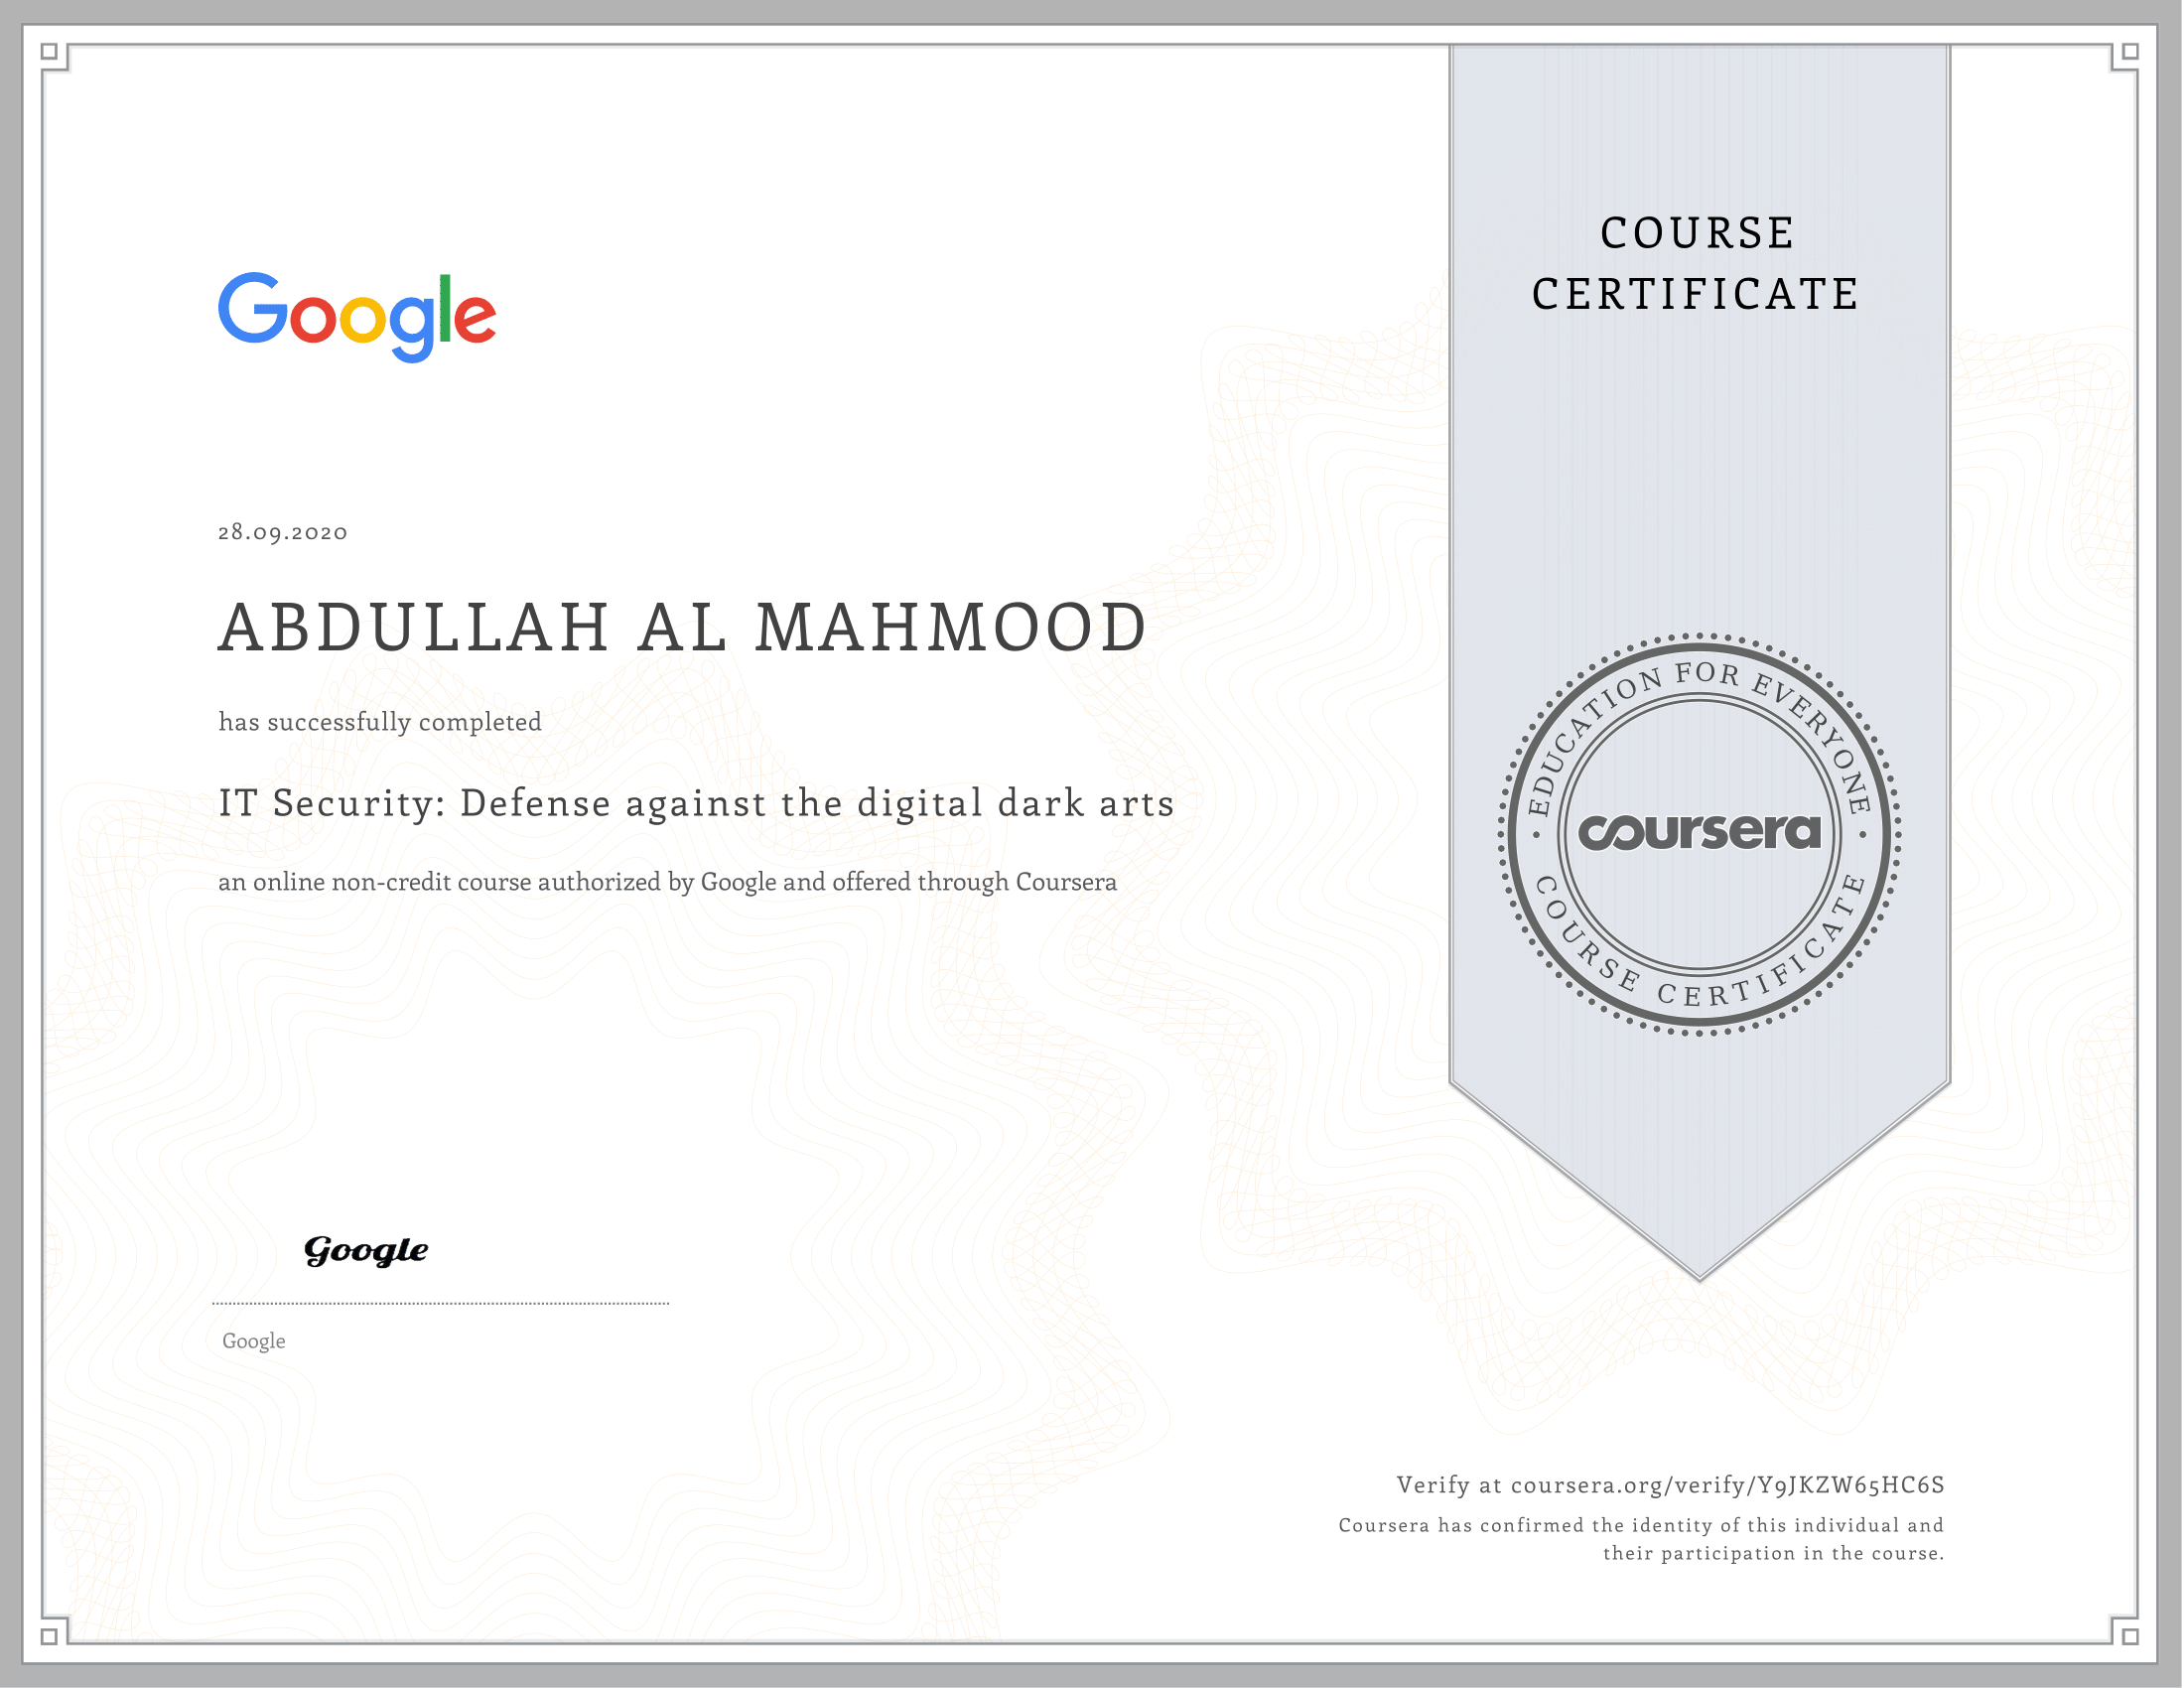 Google
COURSE
CERTIFICATE
28.09.2020
ABDULLAH AL MAHMOOD
has successfully completed
IT Security: Defense against the digital dark arts
an online non-credit course authorized by Google and offered through Coursera
EDUCATION FOR EVERYONE
coursera
COURSE CERTIFICATE
Google
Google
Verify at coursera.org/verify/Y9JKZW65HC6S
Coursera has confirmed the identity of this individual and
their participation in the course.